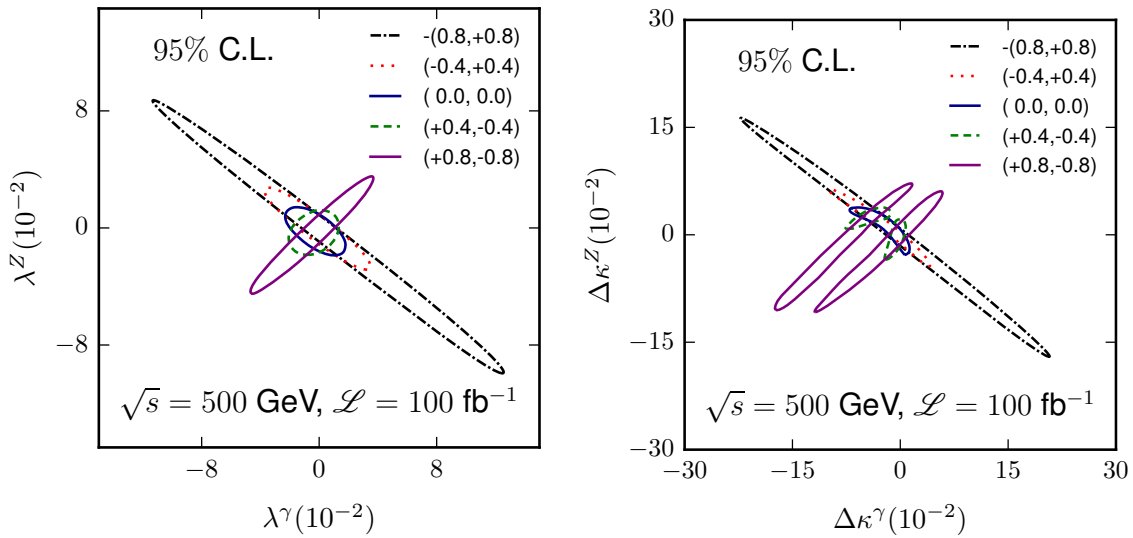 95% C.L.
-(0.8,+0.8)
(-0.4,+0.4)
( 0.0, 0.0)
(+0.4,-0.4)
(+0.8,-0.8)
8
0
−8
λ^Z(10^{−2})
√s = 500 GeV, ℒ = 100 fb^{−1}
−8 0 8
λ^γ(10^{−2})
95% C.L.
-(0.8,+0.8)
(-0.4,+0.4)
( 0.0, 0.0)
(+0.4,-0.4)
(+0.8,-0.8)
30
15
0
−15
−30
Δκ^Z(10^{−2})
√s = 500 GeV, ℒ = 100 fb^{−1}
−30 −15 0 15 30
Δκ^γ(10^{−2})